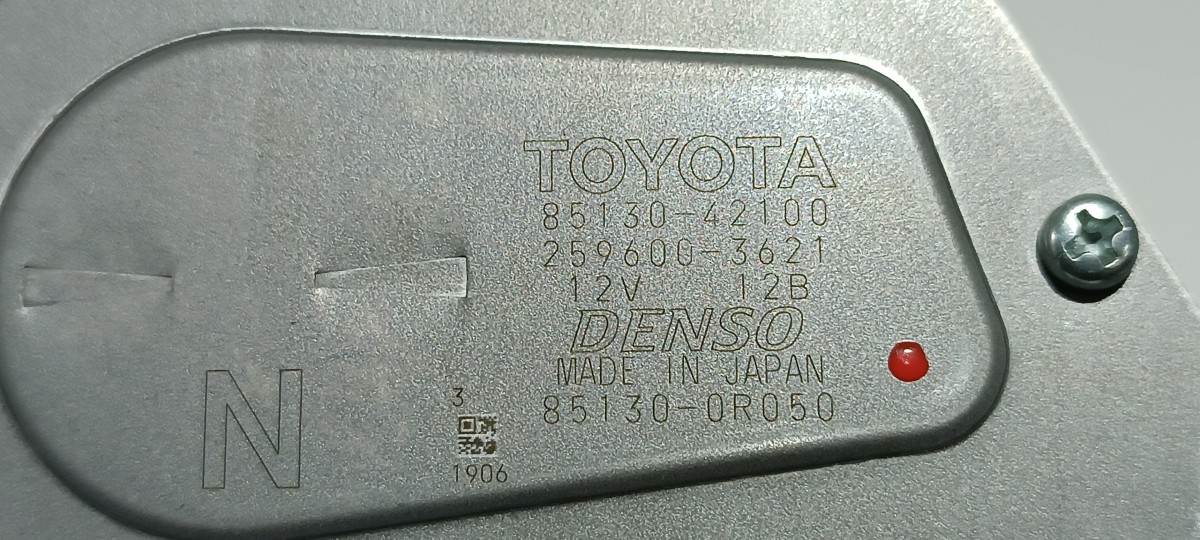 TOYOTA
85130-42100
259600-3621
12V 12B
DENSO
MADE IN JAPAN
85130-0R050
N
3
1906